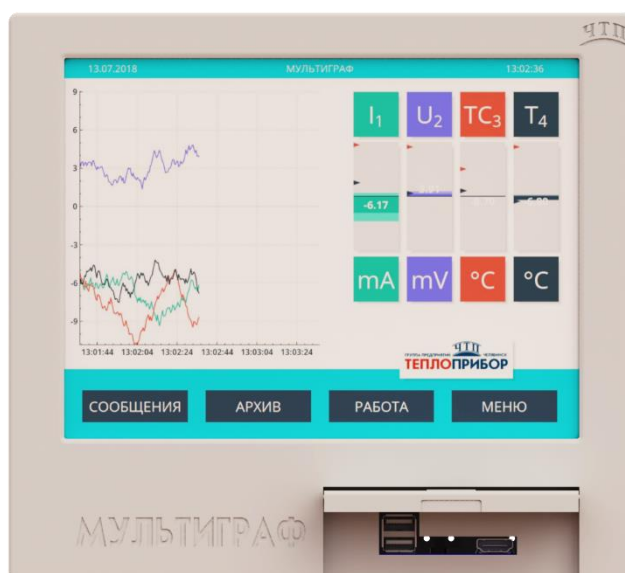 ЧТП
13.07.2018 МУЛЬТИГРАФ 13:02:36
9
6
3
0
-3
-6
-9
13:01:44 13:02:04 13:02:24 13:02:44 13:03:04 13:03:24
I₁ U₂ TC₃ T₄
-6.17
mA mV °C °C
ЧТП
ТЕПЛОПРИБОР
СООБЩЕНИЯ АРХИВ РАБОТА МЕНЮ
МУЛЬТИГРАФ